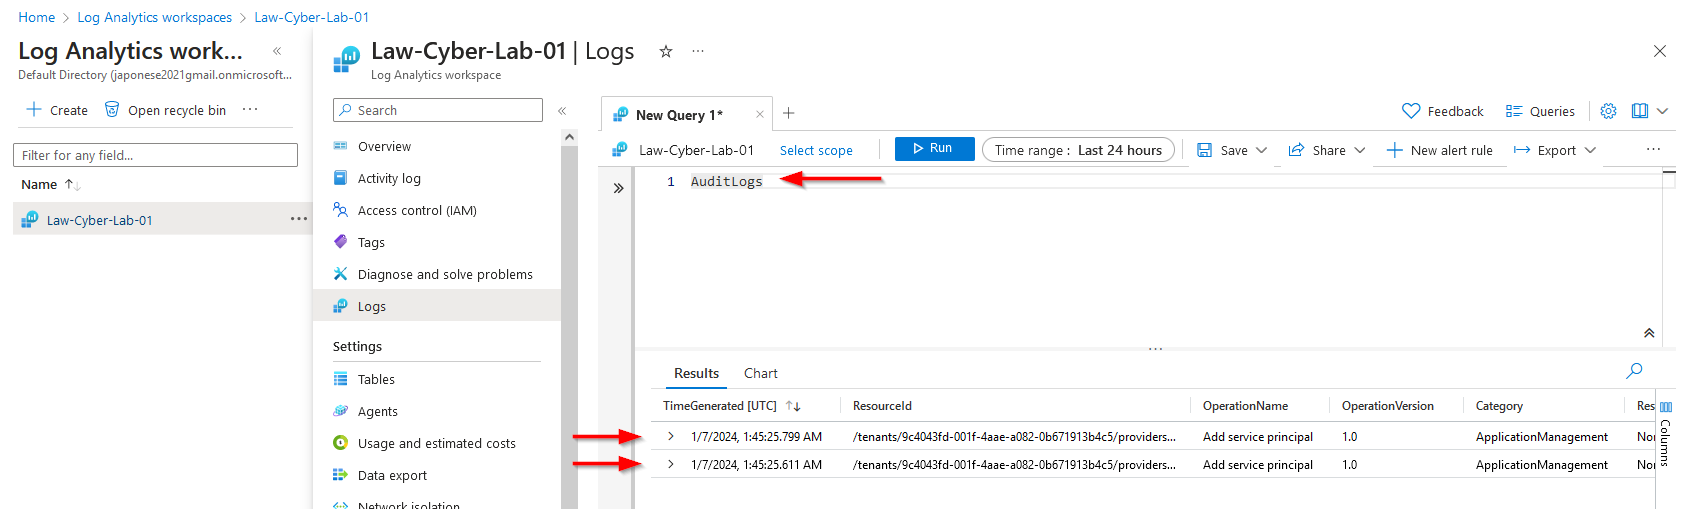 Home > Log Analytics workspaces > Law-Cyber-Lab-01
Log Analytics work... «
Default Directory (japonese2021gmail.onmicrosoft...
+ Create Open recycle bin ...
Filter for any field...
Name ↑↓
Law-Cyber-Lab-01 ...
Law-Cyber-Lab-01 | Logs ☆ ...
Log Analytics workspace
Search «
Overview
Activity log
Access control (IAM)
Tags
Diagnose and solve problems
Logs
Settings
Tables
Agents
Usage and estimated costs
Data export
Network isolation
New Query 1* × +
Feedback Queries
Law-Cyber-Lab-01 Select scope Run Time range : Last 24 hours Save Share + New alert rule Export ...
1 AuditLogs
Results Chart
TimeGenerated [UTC] ↑↓ ResourceId OperationName OperationVersion Category Res
1/7/2024, 1:45:25.799 AM /tenants/9c4043fd-001f-4aae-a082-0b671913b4c5/providers... Add service principal 1.0 ApplicationManagement Nor
1/7/2024, 1:45:25.611 AM /tenants/9c4043fd-001f-4aae-a082-0b671913b4c5/providers... Add service principal 1.0 ApplicationManagement Nor
Columns